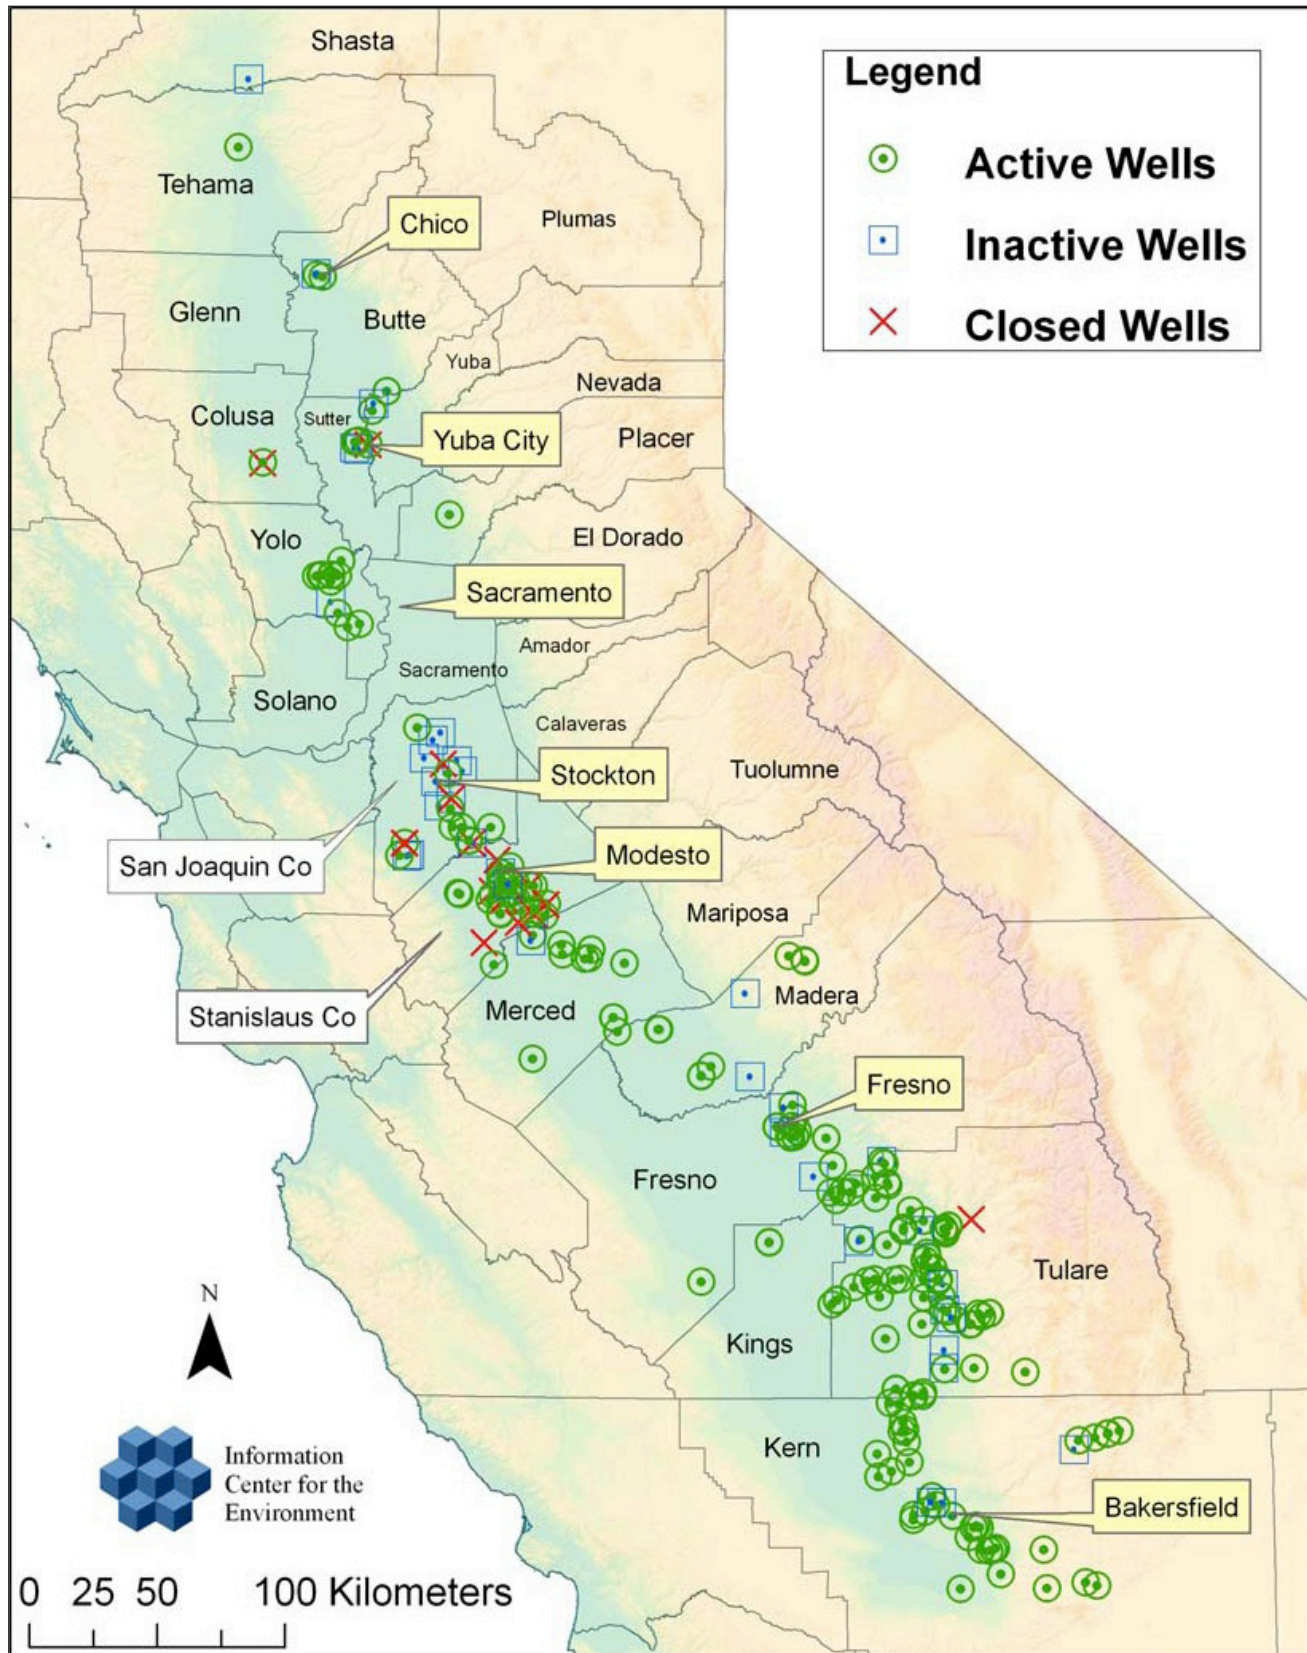 Shasta
Legend
Active Wells
Inactive Wells
Closed Wells
Tehama
Chico
Plumas
Glenn
Butte
Yuba
Nevada
Colusa
Sutter
Yuba City
Placer
Yolo
El Dorado
Sacramento
Amador
Sacramento
Solano
Calaveras
Stockton
Tuolumne
San Joaquin Co
Modesto
Mariposa
Stanislaus Co
Merced
Madera
Fresno
Fresno
Tulare
N
Kings
Kern
Information
Center for the
Environment
Bakersfield
0 25 50 100 Kilometers